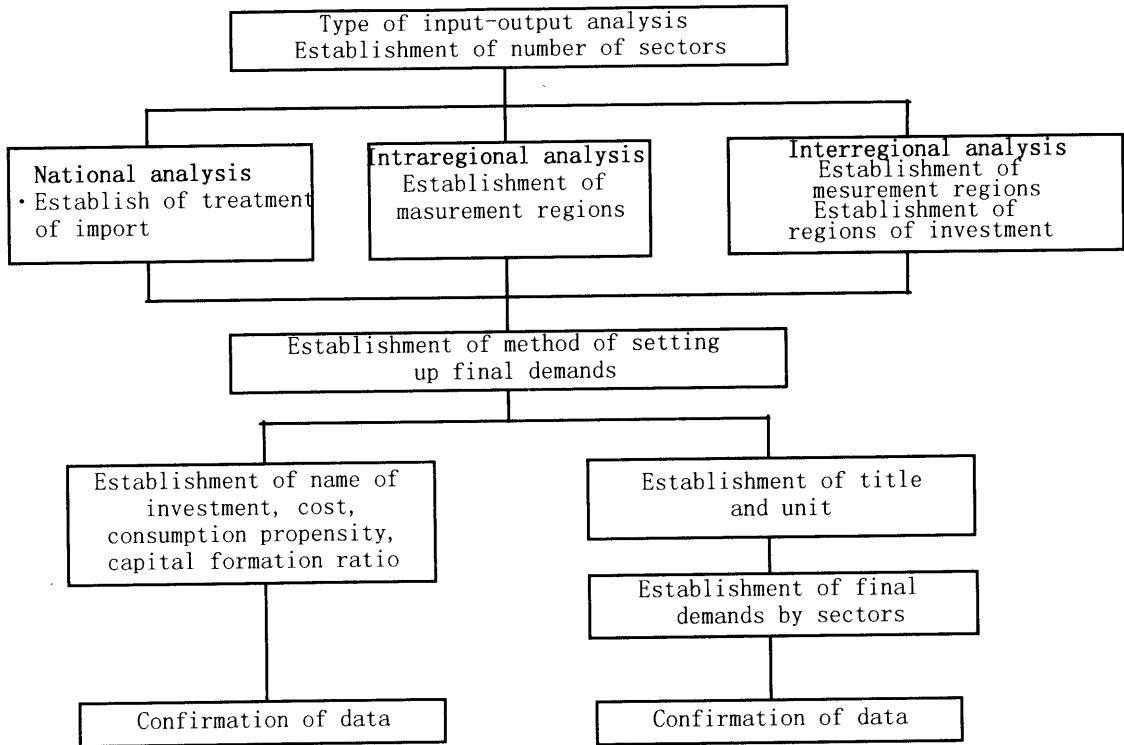 Type of input-output analysis
Establishment of number of sectors
National analysis
・Establish of treatment
of import
Intraregional analysis
Establishment of
masurement regions
Interregional analysis
Establishment of
mesurement regions
Establishment of
regions of investment
Establishment of method of setting
up final demands
Establishment of name of
investment, cost,
consumption propensity,
capital formation ratio
Establishment of title
and unit
Establishment of final
demands by sectors
Confirmation of data
Confirmation of data